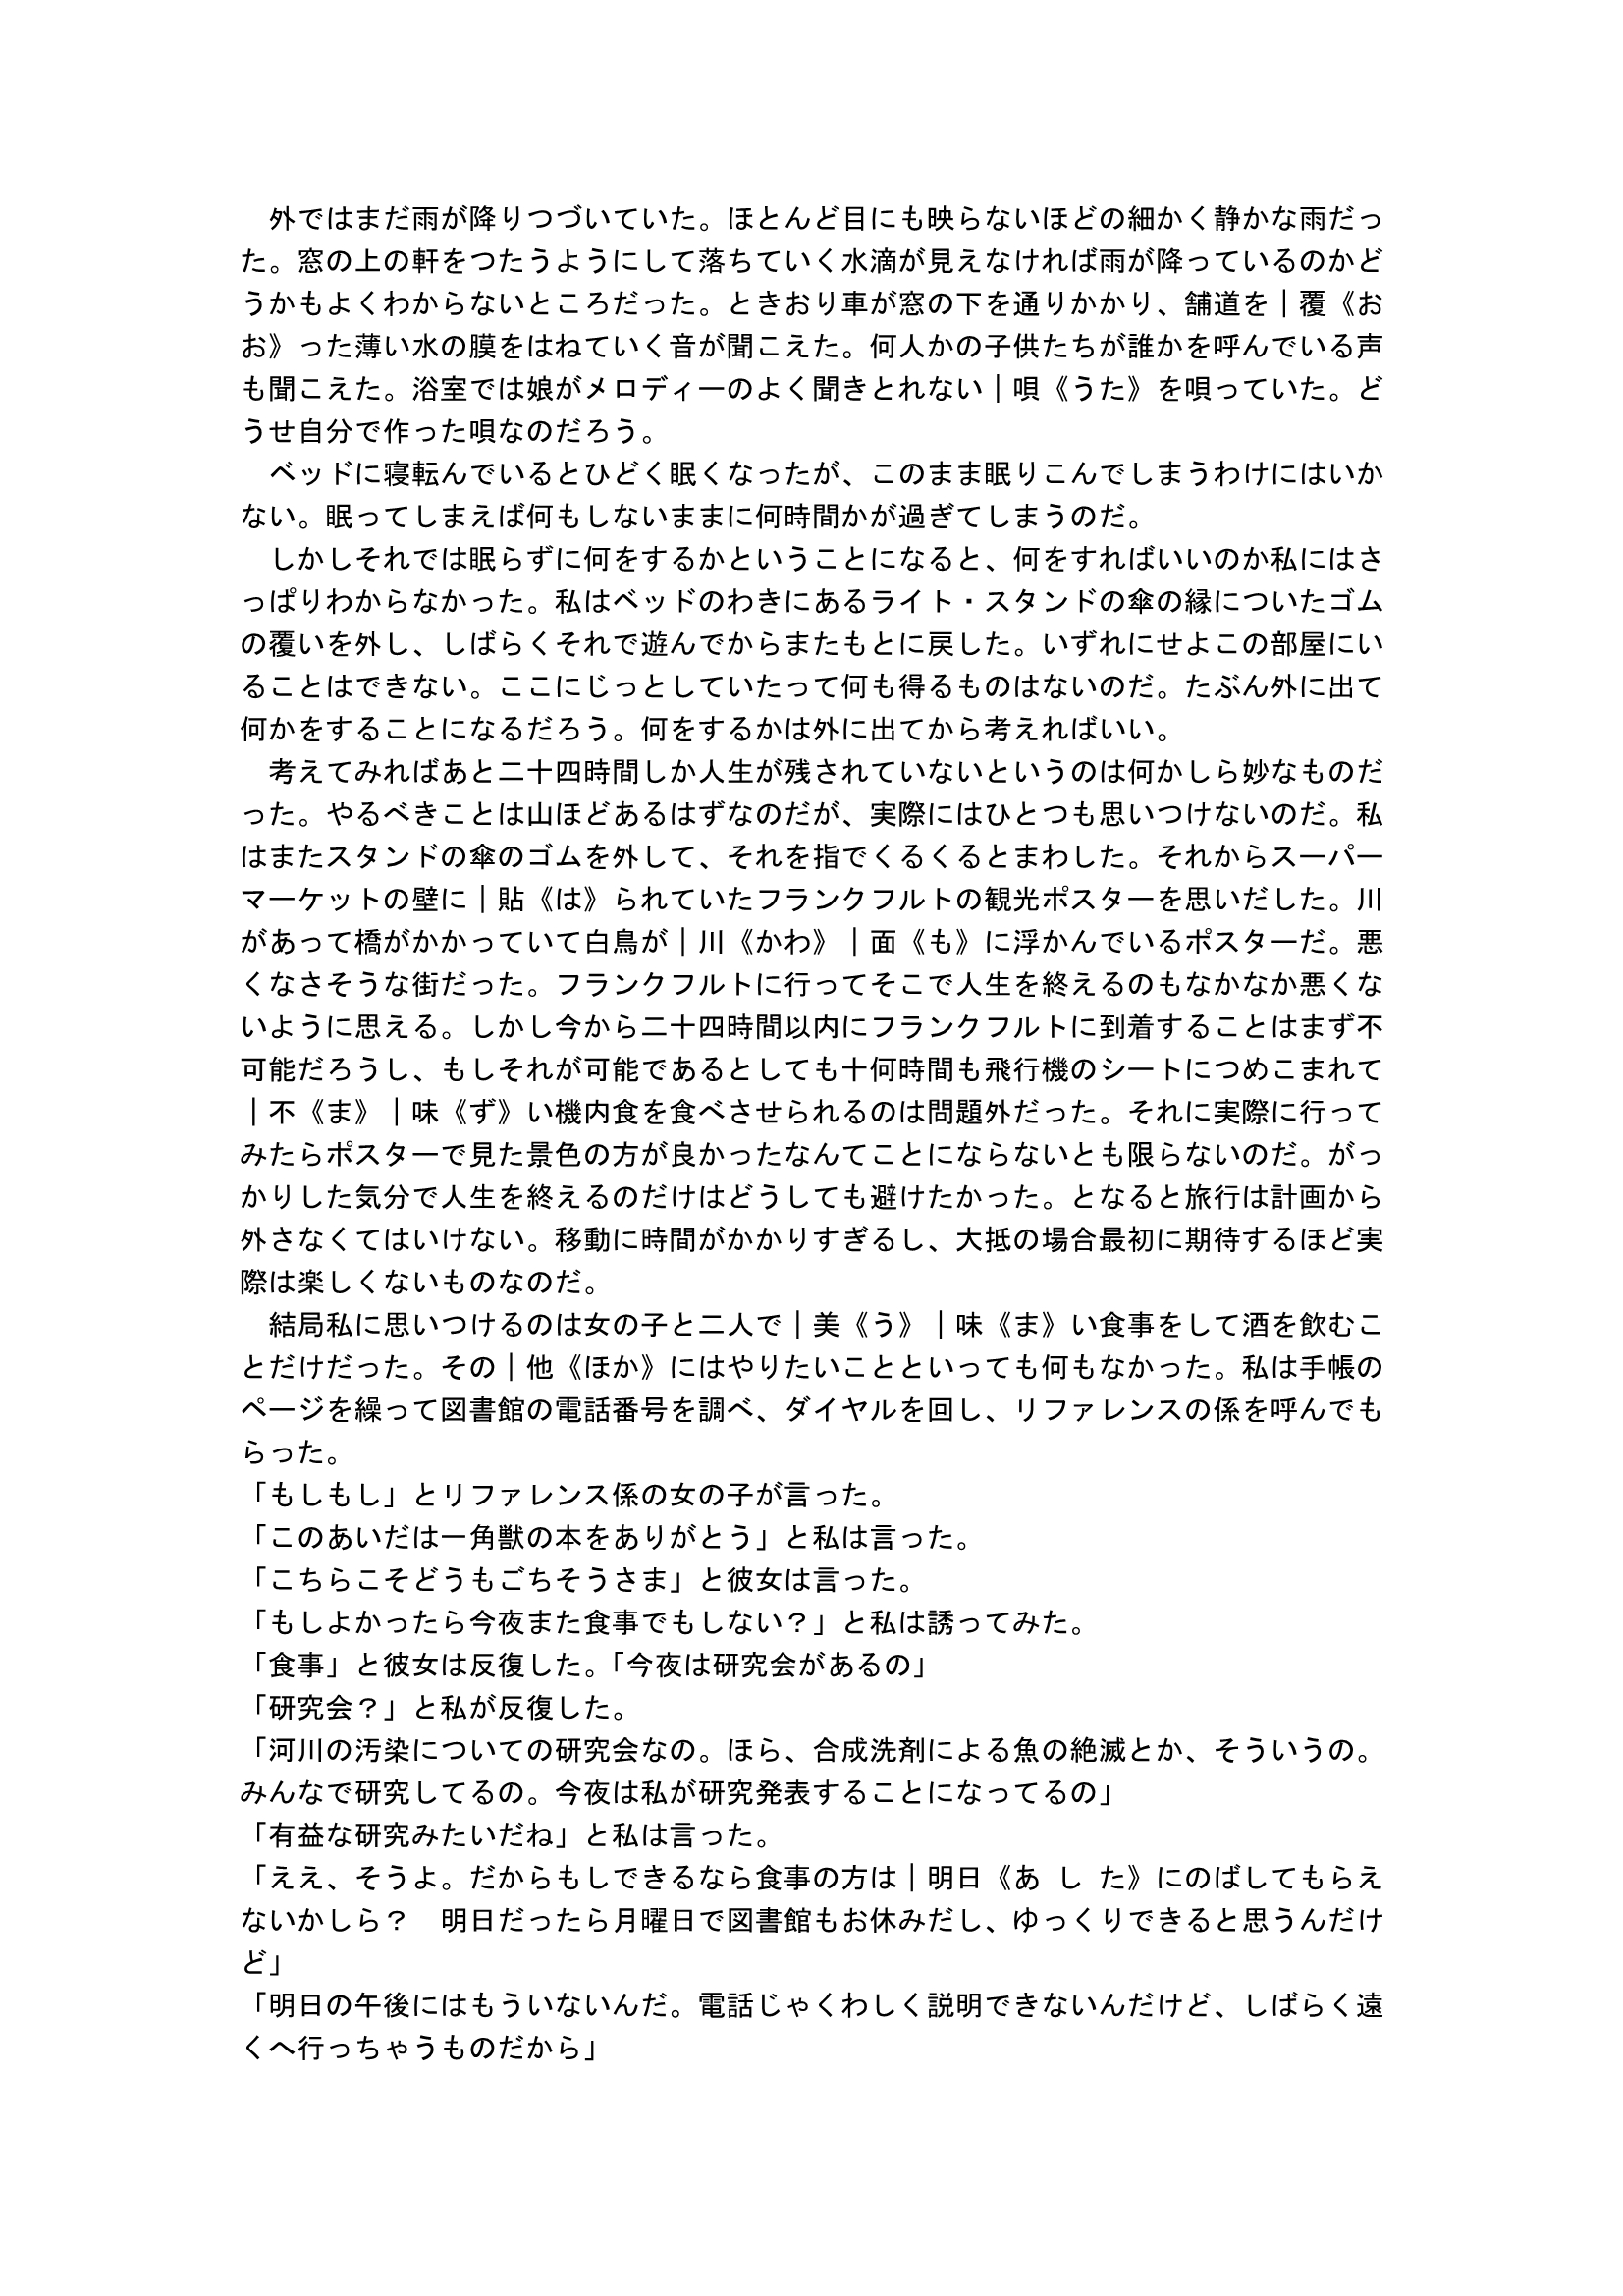 外ではまだ雨が降りつづいていた。ほとんど目にも映らないほどの細かく静かな雨だっ
た。窓の上の軒をつたうようにして落ちていく水滴が見えなければ雨が降っているのかど
うかもよくわからないところだった。ときおり車が窓の下を通りかかり、舗道を｜覆《お
お》った薄い水の膜をはねていく音が聞こえた。何人かの子供たちが誰かを呼んでいる声
も聞こえた。浴室では娘がメロディーのよく聞きとれない｜唄《うた》を唄っていた。ど
うせ自分で作った唄なのだろう。
　ベッドに寝転んでいるとひどく眠くなったが、このまま眠りこんでしまうわけにはいか
ない。眠ってしまえば何もしないままに何時間かが過ぎてしまうのだ。
　しかしそれでは眠らずに何をするかということになると、何をすればいいのか私にはさ
っぱりわからなかった。私はベッドのわきにあるライト・スタンドの傘の縁についたゴム
の覆いを外し、しばらくそれで遊んでからまたもとに戻した。いずれにせよこの部屋にい
ることはできない。ここにじっとしていたって何も得るものはないのだ。たぶん外に出て
何かをすることになるだろう。何をするかは外に出てから考えればいい。
　考えてみればあと二十四時間しか人生が残されていないというのは何かしら妙なものだ
った。やるべきことは山ほどあるはずなのだが、実際にはひとつも思いつけないのだ。私
はまたスタンドの傘のゴムを外して、それを指でくるくるとまわした。それからスーパー
マーケットの壁に｜貼《は》られていたフランクフルトの観光ポスターを思いだした。川
があって橋がかかっていて白鳥が｜川《かわ》｜面《も》に浮かんでいるポスターだ。悪
くなさそうな街だった。フランクフルトに行ってそこで人生を終えるのもなかなか悪くな
いように思える。しかし今から二十四時間以内にフランクフルトに到着することはまず不
可能だろうし、もしそれが可能であるとしても十何時間も飛行機のシートにつめこまれて
｜不《ま》｜味《ず》い機内食を食べさせられるのは問題外だった。それに実際に行って
みたらポスターで見た景色の方が良かったなんてことにならないとも限らないのだ。がっ
かりした気分で人生を終えるのだけはどうしても避けたかった。となると旅行は計画から
外さなくてはいけない。移動に時間がかかりすぎるし、大抵の場合最初に期待するほど実
際は楽しくないものなのだ。
　結局私に思いつけるのは女の子と二人で｜美《う》｜味《ま》い食事をして酒を飲むこ
とだけだった。その｜他《ほか》にはやりたいことといっても何もなかった。私は手帳の
ページを繰って図書館の電話番号を調べ、ダイヤルを回し、リファレンスの係を呼んでも
らった。
「もしもし」とリファレンス係の女の子が言った。
「このあいだは一角獣の本をありがとう」と私は言った。
「こちらこそどうもごちそうさま」と彼女は言った。
「もしよかったら今夜また食事でもしない？」と私は誘ってみた。
「食事」と彼女は反復した。「今夜は研究会があるの」
「研究会？」と私が反復した。
「河川の汚染についての研究会なの。ほら、合成洗剤による魚の絶滅とか、そういうの。
みんなで研究してるの。今夜は私が研究発表することになってるの」
「有益な研究みたいだね」と私は言った。
「ええ、そうよ。だからもしできるなら食事の方は｜明日《あ し た》にのばしてもらえ
ないかしら？　明日だったら月曜日で図書館もお休みだし、ゆっくりできると思うんだけ
ど」
「明日の午後にはもういないんだ。電話じゃくわしく説明できないんだけど、しばらく遠
くへ行っちゃうものだから」